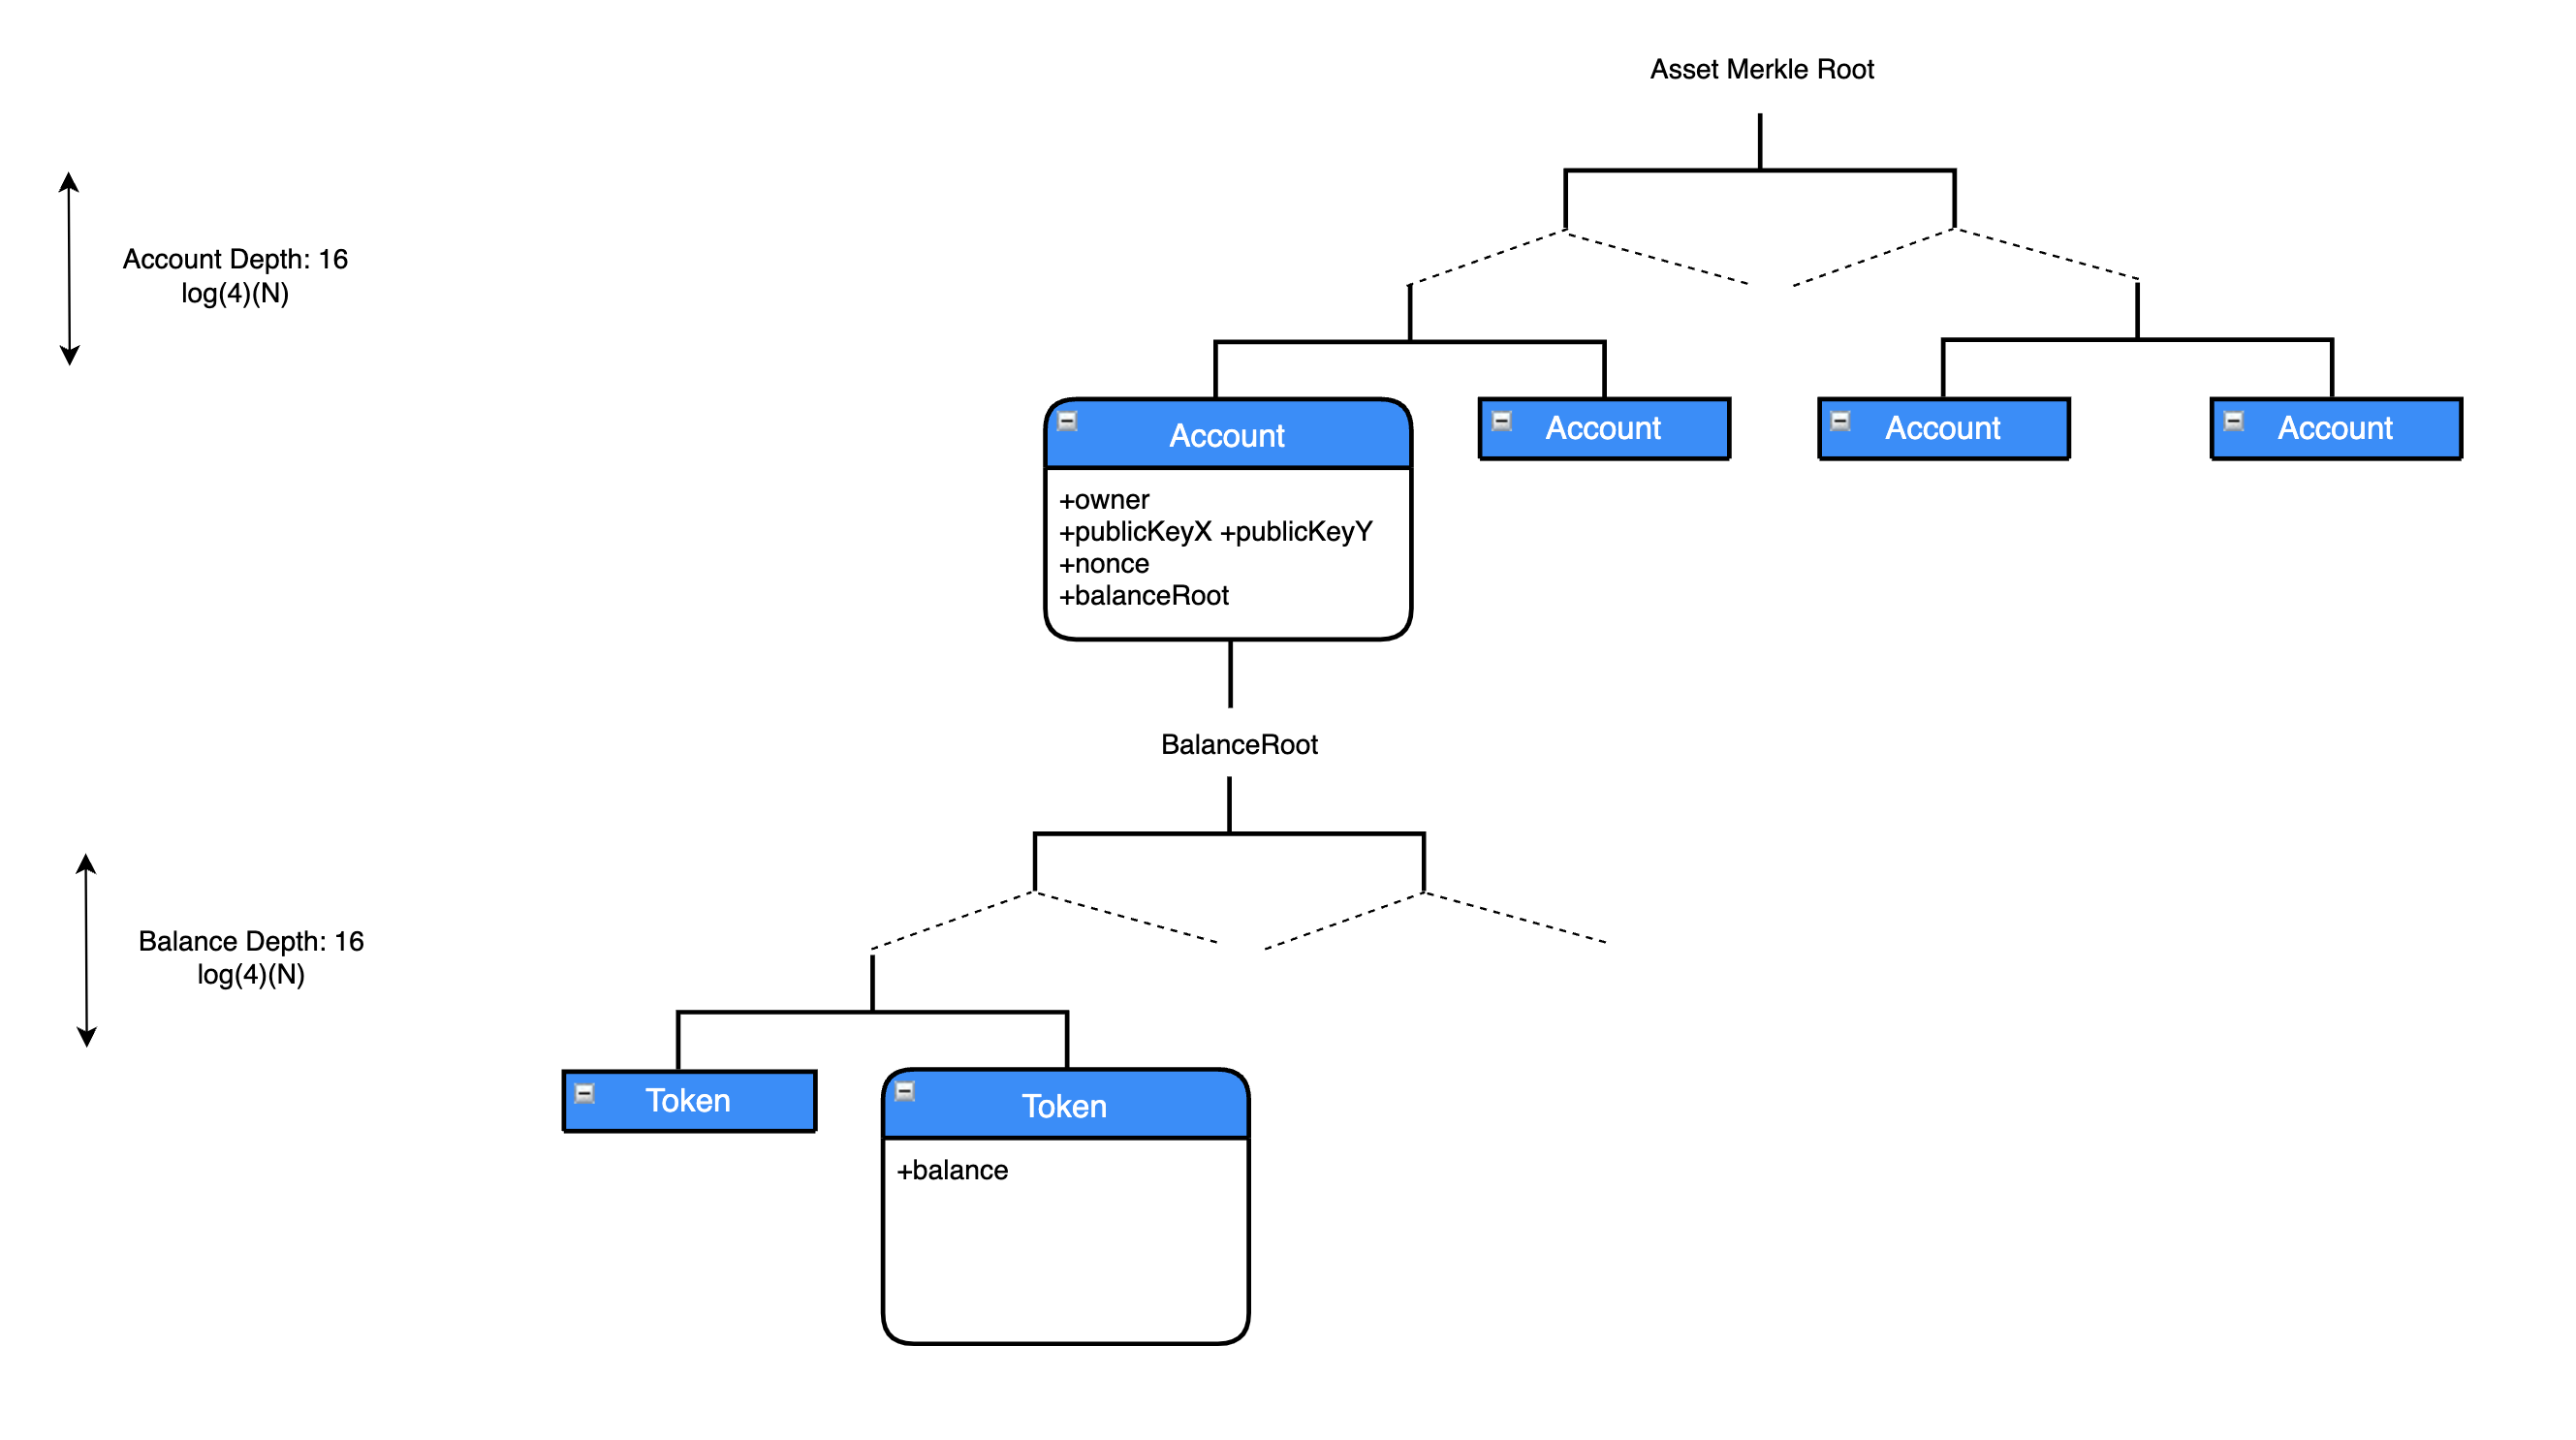 Asset Merkle Root
Account Depth: 16
log(4)(N)
Account
Account
Account
Account
+owner
+publicKeyX +publicKeyY
+nonce
+balanceRoot
BalanceRoot
Balance Depth: 16
log(4)(N)
Token
Token
+balance